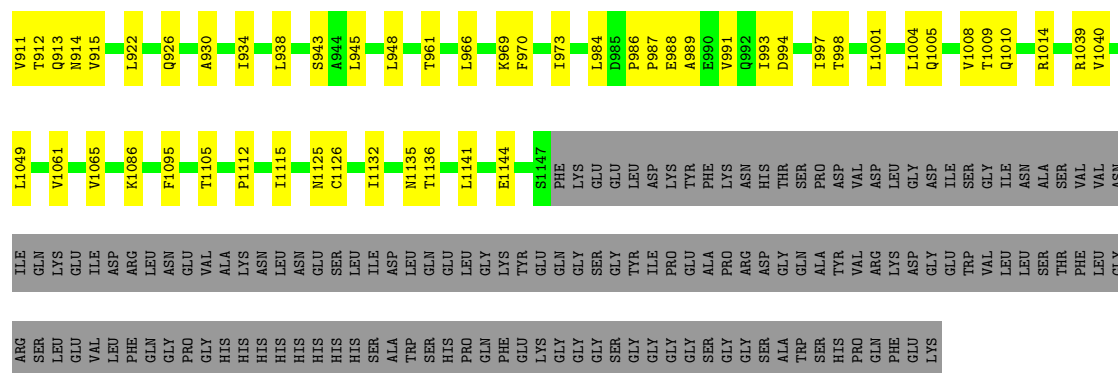 V911 T912 Q913 N914 V915 L922 Q926 A930 I934 L938 S943 A944 L945 L948 T961 L966 K969 F970 I973 L984 D985 P986 P987 E988 A989 E990 V991 Q992 I993 D994 I997 T998 L1001 L1004 Q1005 V1008 T1009 Q1010 R1014 R1039 V1040
L1049 V1061 V1065 K1086 F1095 T1105 P1112 I1115 N1125 C1126 I1132 N1135 T1136 L1141 E1144 S1147 PHE LYS GLU GLU LEU ASP LYS TYR PHE LYS ASN HIS THR SER PRO ASP VAL ASP LEU GLY ASP ILE SER GLY ILE ASN ALA SER VAL VAL ASN
ILE GLN LYS GLU ILE ASP ARG LEU ASN GLU VAL ALA LYS ASN LEU ASN GLU SER LEU ILE ASP LEU GLN GLU LEU GLY LYS TYR GLU GLN GLY SER GLY TYR ILE PRO GLU ALA PRO ARG ASP GLY GLN ALA TYR VAL ARG LYS ASP GLY GLU TRP VAL LEU LEU SER THR PHE LEU GLY
ARG SER LEU GLU VAL LEU PHE GLN GLY PRO GLY HIS HIS HIS HIS HIS HIS HIS HIS SER ALA TRP SER HIS PRO GLN PHE GLU LYS GLY GLY GLY SER GLY GLY GLY GLY SER GLY GLY SER ALA TRP SER HIS PRO GLN PHE GLU LYS